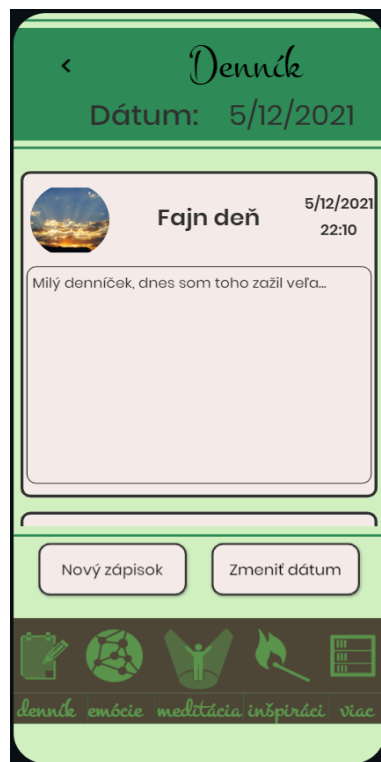 <
Denník
Dátum: 5/12/2021
Fajn deň
5/12/2021
22:10
Milý denníček, dnes som toho zažil veľa...
Nový zápisok
Zmeniť dátum
denník emócie meditácia inšpiráci viac